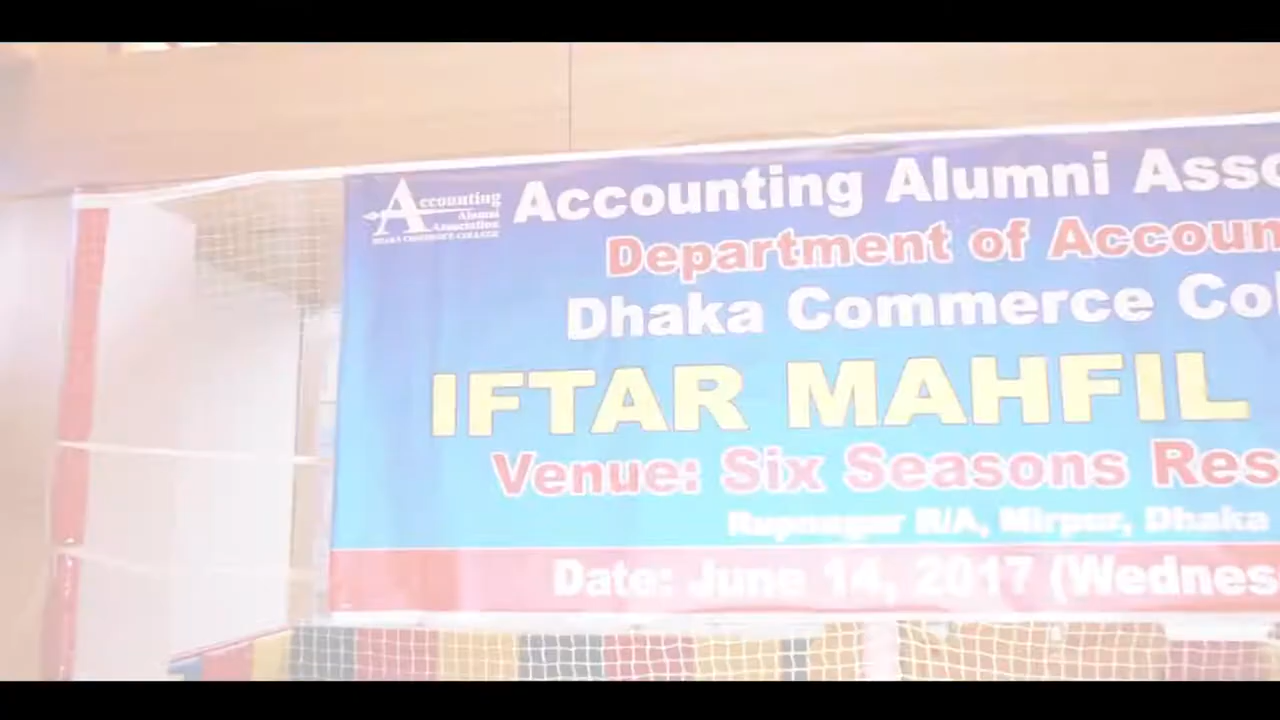 Accounting
Alumni
Association
DHAKA COMMERCE COLLEGE
Accounting Alumni Asso
Department of Accoun
Dhaka Commerce Col
IFTAR MAHFIL
Venue: Six Seasons Res
Rupnagar R/A, Mirpur, Dhaka
Date: June 14, 2017 (Wednes